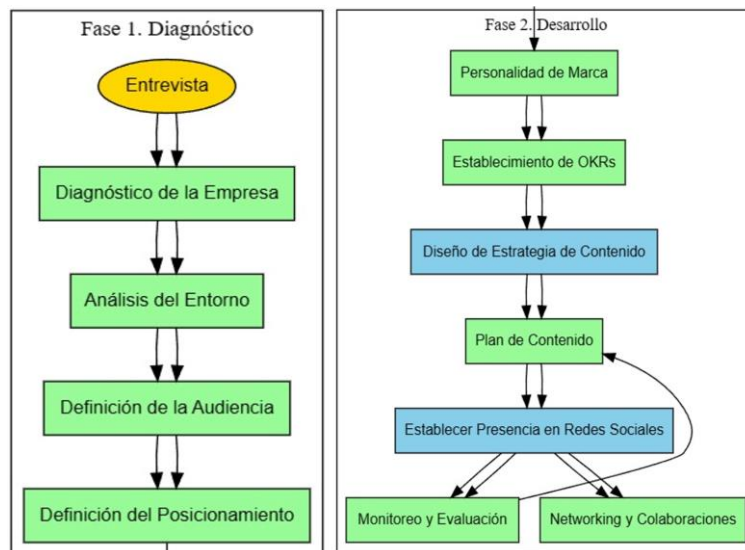 Fase 1. Diagnóstico
Entrevista
Diagnóstico de la Empresa
Análisis del Entorno
Definición de la Audiencia
Definición del Posicionamiento
Fase 2. Desarrollo
Personalidad de Marca
Establecimiento de OKRs
Diseño de Estrategia de Contenido
Plan de Contenido
Establecer Presencia en Redes Sociales
Monitoreo y Evaluación
Networking y Colaboraciones